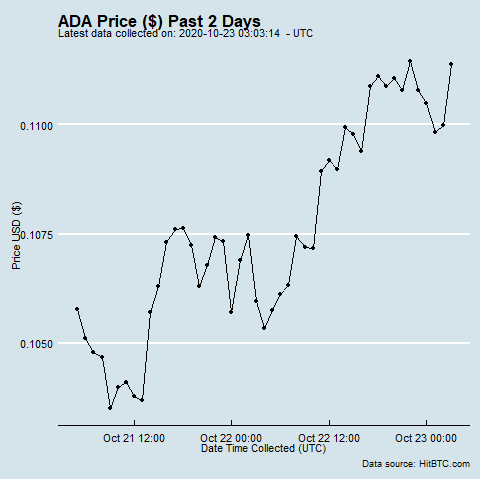 ADA Price ($) Past 2 Days
Latest data collected on: 2020-10-23 03:03:14  - UTC
Price USD ($)
0.1100
0.1075
0.1050
Oct 21 12:00
Oct 22 00:00
Oct 22 12:00
Oct 23 00:00
Date Time Collected (UTC)
Data source: HitBTC.com